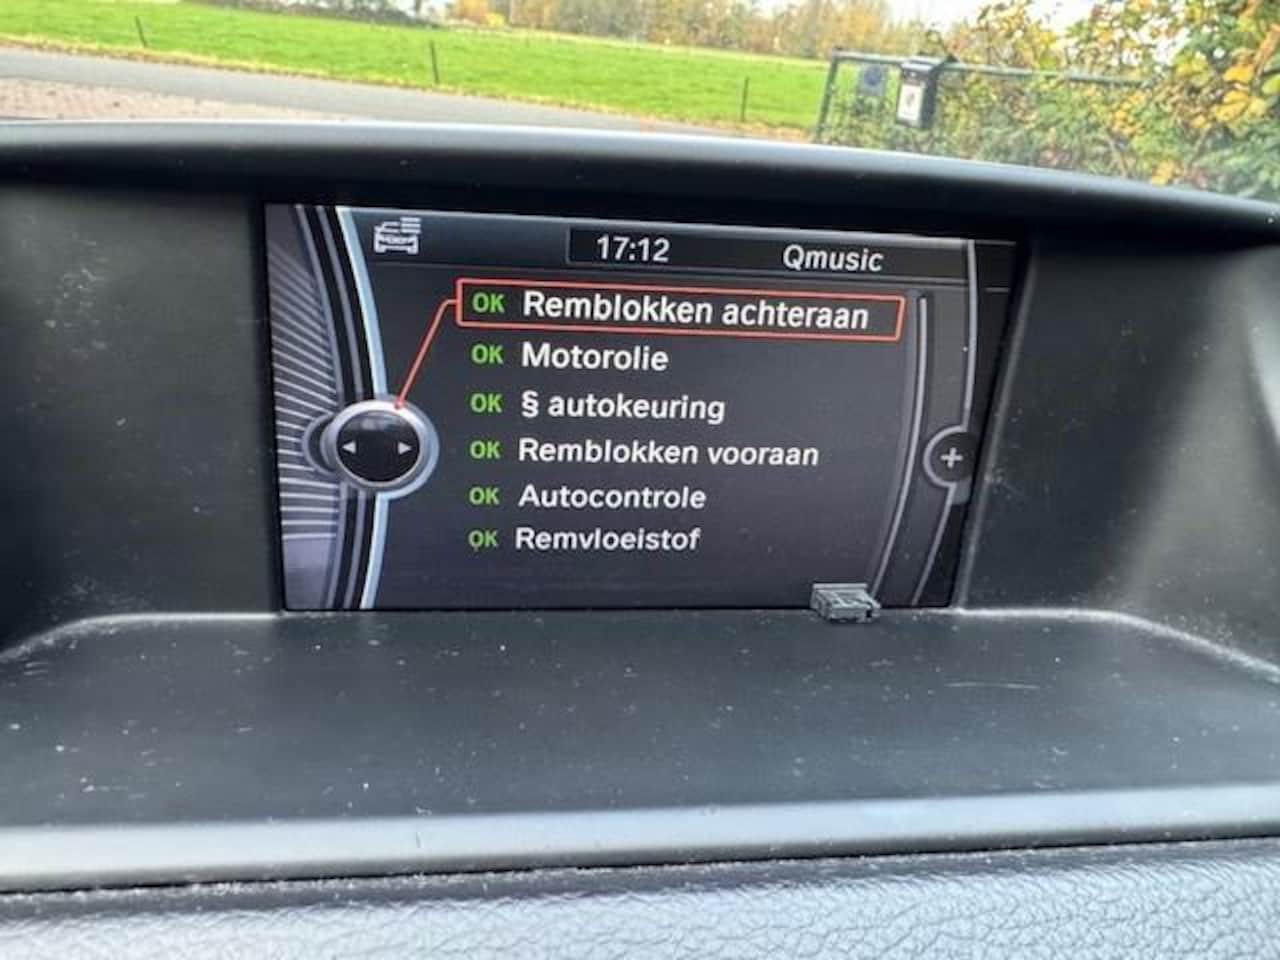 17:12 Qmusic
OK Remblokken achteraan
OK Motorolie
OK § autokeuring
OK Remblokken vooraan
OK Autocontrole
OK Remvloeistof